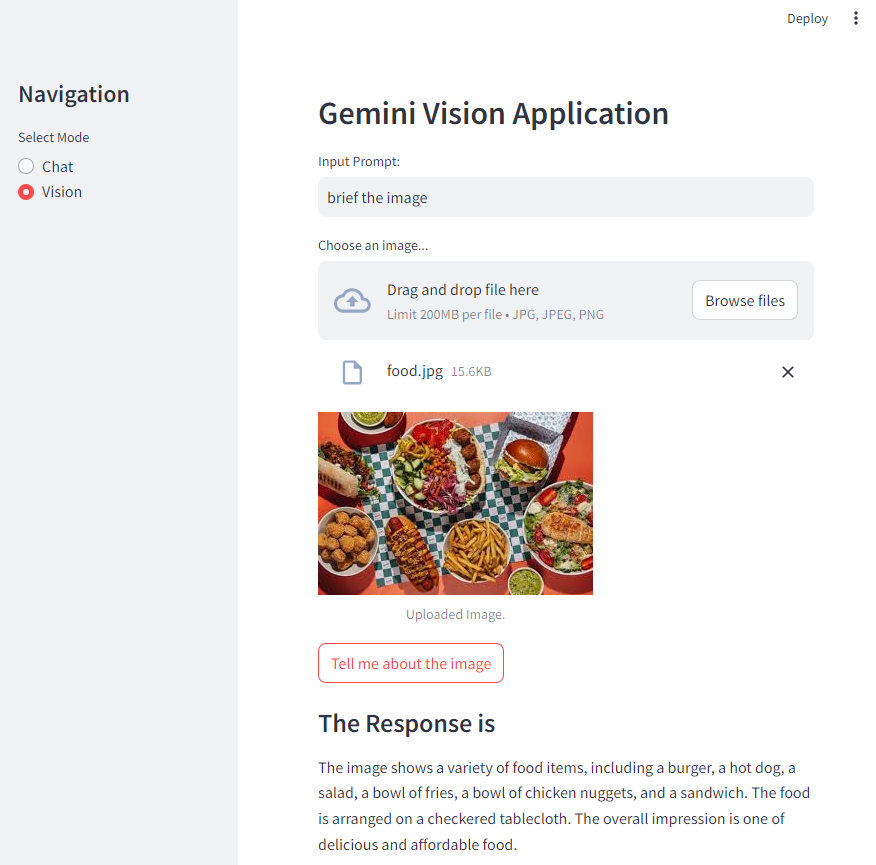 Deploy
Navigation
Select Mode
Chat
Vision
Gemini Vision Application
Input Prompt:
brief the image
Choose an image...
Drag and drop file here
Limit 200MB per file • JPG, JPEG, PNG
Browse files
food.jpg 15.6KB
Uploaded Image.
Tell me about the image
The Response is
The image shows a variety of food items, including a burger, a hot dog, a
salad, a bowl of fries, a bowl of chicken nuggets, and a sandwich. The food
is arranged on a checkered tablecloth. The overall impression is one of
delicious and affordable food.